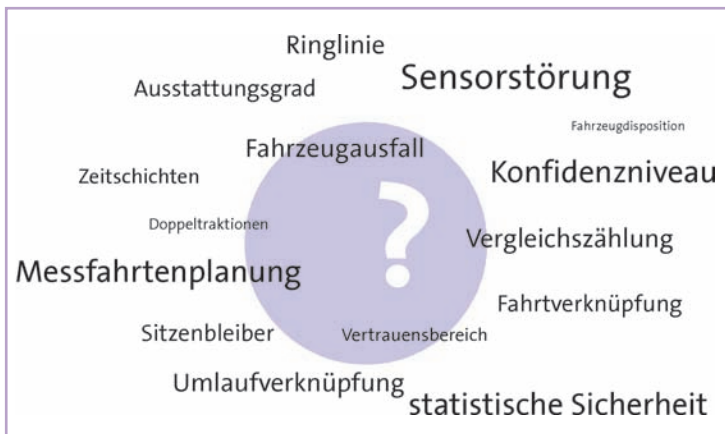 Ringlinie
Sensorstörung
Ausstattungsgrad
Fahrzeugdisposition
Fahrzeugausfall
Konfidenzniveau
Zeitschichten
Doppeltraktionen
?
Vergleichszählung
Messfahrtenplanung
Fahrtverknüpfung
Sitzenbleiber
Vertrauensbereich
Umlaufverknüpfung
statistische Sicherheit